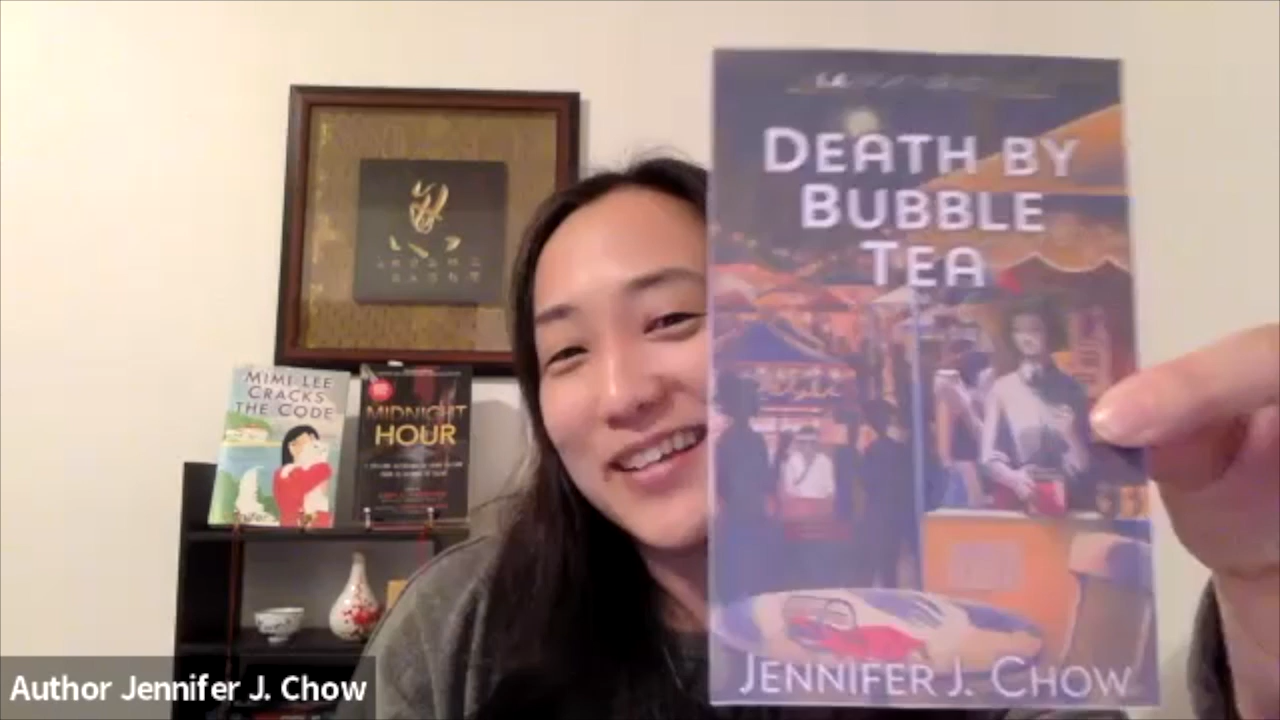 DEATH BY
BUBBLE
TEA
JENNIFER J. CHOW
MIMI LEE
CRACKS
THE CODE
MIDNIGHT
HOUR
Author Jennifer J. Chow